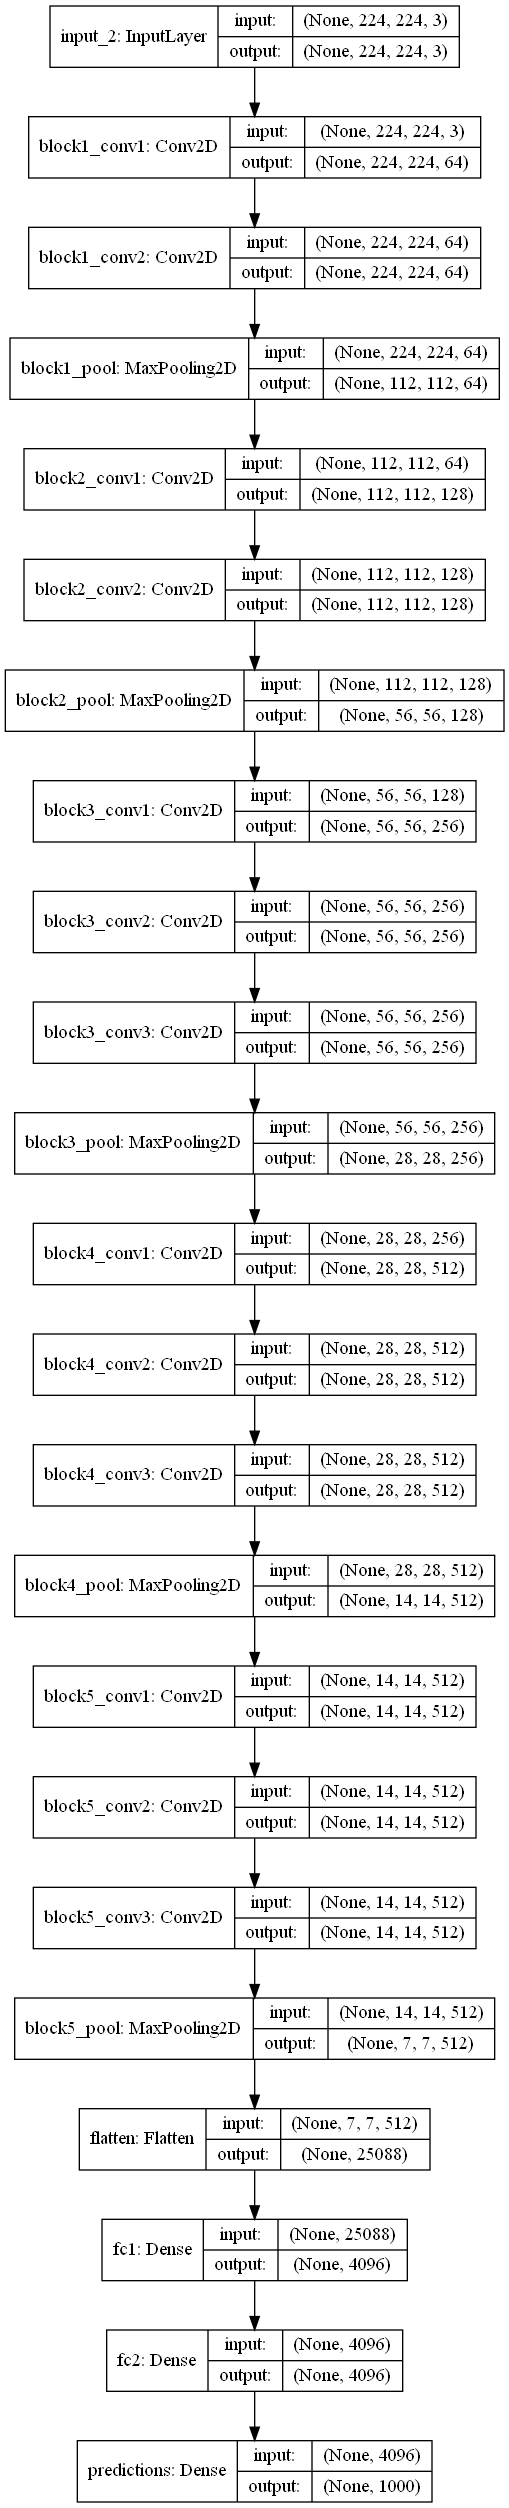 input_2: InputLayer
input: (None, 224, 224, 3)
output: (None, 224, 224, 3)
block1_conv1: Conv2D
input: (None, 224, 224, 3)
output: (None, 224, 224, 64)
block1_conv2: Conv2D
input: (None, 224, 224, 64)
output: (None, 224, 224, 64)
block1_pool: MaxPooling2D
input: (None, 224, 224, 64)
output: (None, 112, 112, 64)
block2_conv1: Conv2D
input: (None, 112, 112, 64)
output: (None, 112, 112, 128)
block2_conv2: Conv2D
input: (None, 112, 112, 128)
output: (None, 112, 112, 128)
block2_pool: MaxPooling2D
input: (None, 112, 112, 128)
output: (None, 56, 56, 128)
block3_conv1: Conv2D
input: (None, 56, 56, 128)
output: (None, 56, 56, 256)
block3_conv2: Conv2D
input: (None, 56, 56, 256)
output: (None, 56, 56, 256)
block3_conv3: Conv2D
input: (None, 56, 56, 256)
output: (None, 56, 56, 256)
block3_pool: MaxPooling2D
input: (None, 56, 56, 256)
output: (None, 28, 28, 256)
block4_conv1: Conv2D
input: (None, 28, 28, 256)
output: (None, 28, 28, 512)
block4_conv2: Conv2D
input: (None, 28, 28, 512)
output: (None, 28, 28, 512)
block4_conv3: Conv2D
input: (None, 28, 28, 512)
output: (None, 28, 28, 512)
block4_pool: MaxPooling2D
input: (None, 28, 28, 512)
output: (None, 14, 14, 512)
block5_conv1: Conv2D
input: (None, 14, 14, 512)
output: (None, 14, 14, 512)
block5_conv2: Conv2D
input: (None, 14, 14, 512)
output: (None, 14, 14, 512)
block5_conv3: Conv2D
input: (None, 14, 14, 512)
output: (None, 14, 14, 512)
block5_pool: MaxPooling2D
input: (None, 14, 14, 512)
output: (None, 7, 7, 512)
flatten: Flatten
input: (None, 7, 7, 512)
output: (None, 25088)
fc1: Dense
input: (None, 25088)
output: (None, 4096)
fc2: Dense
input: (None, 4096)
output: (None, 4096)
predictions: Dense
input: (None, 4096)
output: (None, 1000)